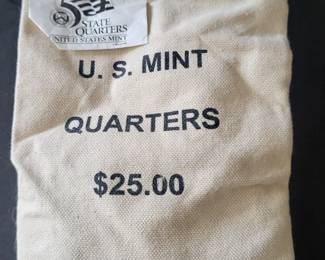 50
STATE
QUARTERS
UNITED STATES MINT
U. S. MINT
QUARTERS
$25.00